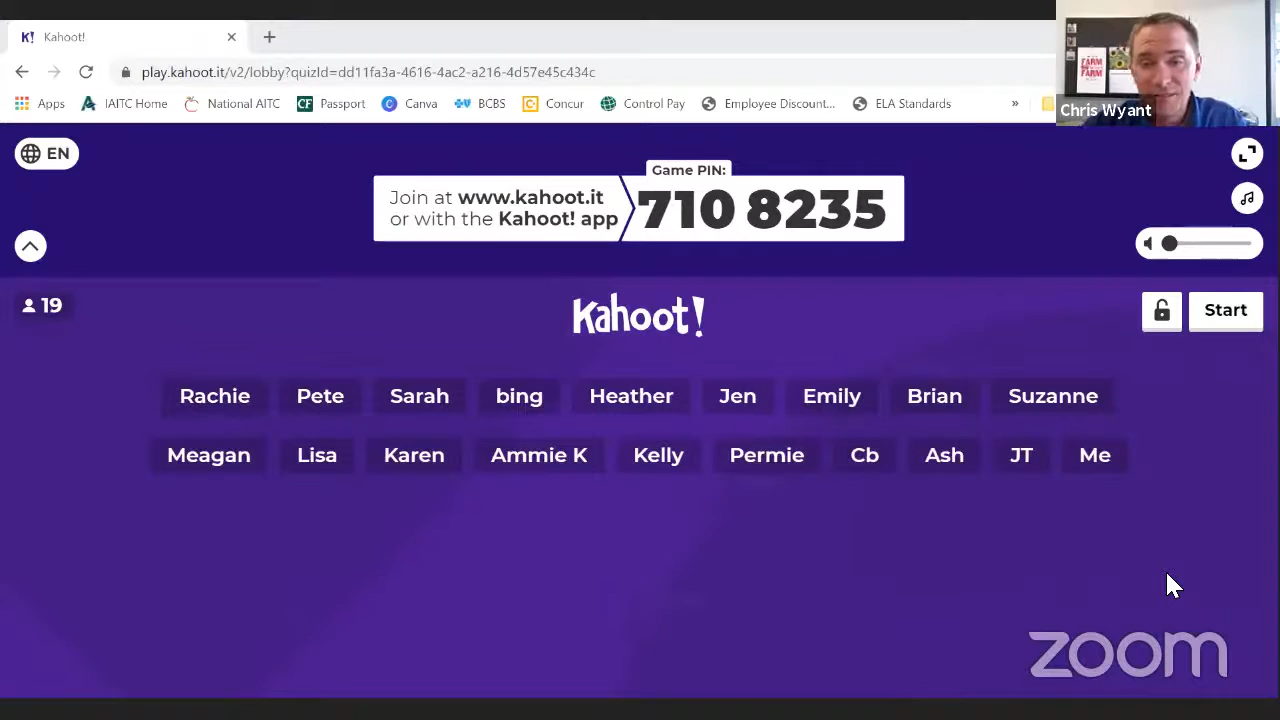 K! Kahoot!
play.kahoot.it/v2/lobby?quizId=dd11fa3a-4616-4ac2-a216-4d57e45c434c
Apps IAITC Home National AITC CF Passport Canva BCBS Concur Control Pay Employee Discount... ELA Standards »
FARM
FARM
Chris Wyant
EN
Game PIN:
Join at www.kahoot.it
or with the Kahoot! app
710 8235
19
Kahoot!
Start
Rachie Pete Sarah bing Heather Jen Emily Brian Suzanne
Meagan Lisa Karen Ammie K Kelly Permie Cb Ash JT Me
zoom